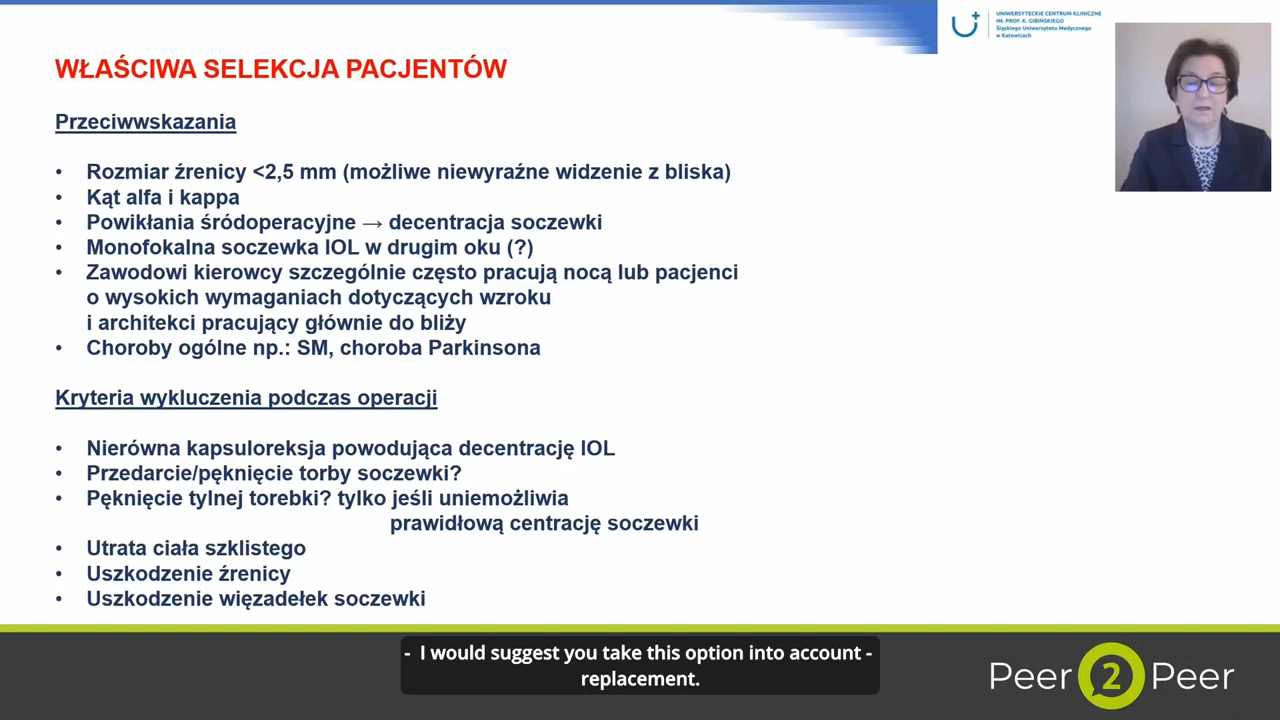 UNIWERSYTECKIE CENTRUM KLINICZNE
IM. PROF. K. GIBIŃSKIEGO
Śląskiego Uniwersytetu Medycznego
w Katowicach
WŁAŚCIWA SELEKCJA PACJENTÓW
Przeciwwskazania
• Rozmiar źrenicy <2,5 mm (możliwe niewyraźne widzenie z bliska)
• Kąt alfa i kappa
• Powikłania śródoperacyjne → decentracja soczewki
• Monofokalna soczewka IOL w drugim oku (?)
• Zawodowi kierowcy szczególnie często pracują nocą lub pacjenci
o wysokich wymaganiach dotyczących wzroku
i architekci pracujący głównie do bliży
• Choroby ogólne np.: SM, choroba Parkinsona
Kryteria wykluczenia podczas operacji
• Nierówna kapsuloreksja powodująca decentrację IOL
• Przedarcie/pęknięcie torby soczewki?
• Pęknięcie tylnej torebki? tylko jeśli uniemożliwia
prawidłową centrację soczewki
• Utrata ciała szklistego
• Uszkodzenie źrenicy
• Uszkodzenie więzadełek soczewki
- I would suggest you take this option into account -
replacement.
Peer 2 Peer